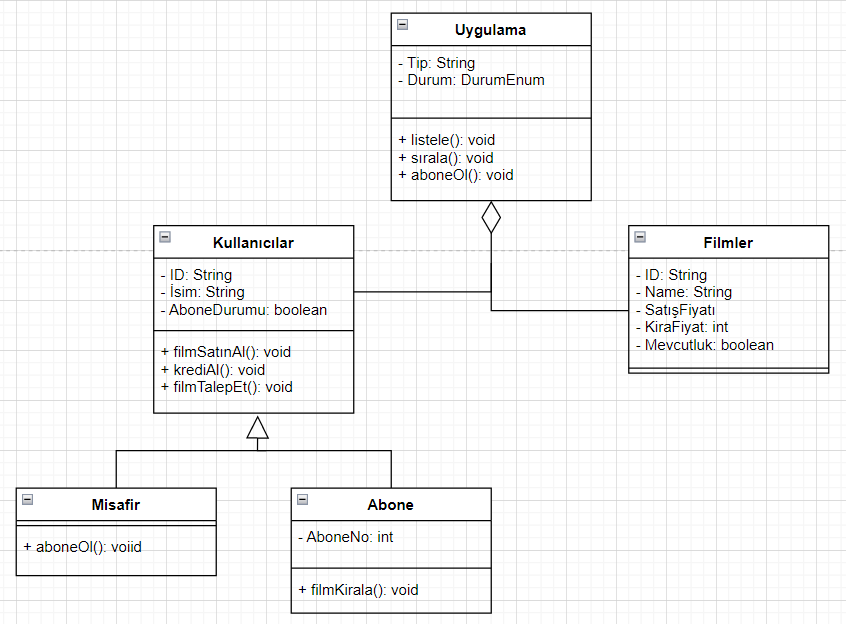 Uygulama
- Tip: String
- Durum: DurumEnum
+ listele(): void
+ sırala(): void
+ aboneOl(): void
Kullanıcılar
- ID: String
- İsim: String
- AboneDurumu: boolean
+ filmSatınAl(): void
+ krediAl(): void
+ filmTalepEt(): void
Filmler
- ID: String
- Name: String
- SatışFiyatı
- KiraFiyat: int
- Mevcutluk: boolean
Misafir
+ aboneOl(): voiid
Abone
- AboneNo: int
+ filmKirala(): void